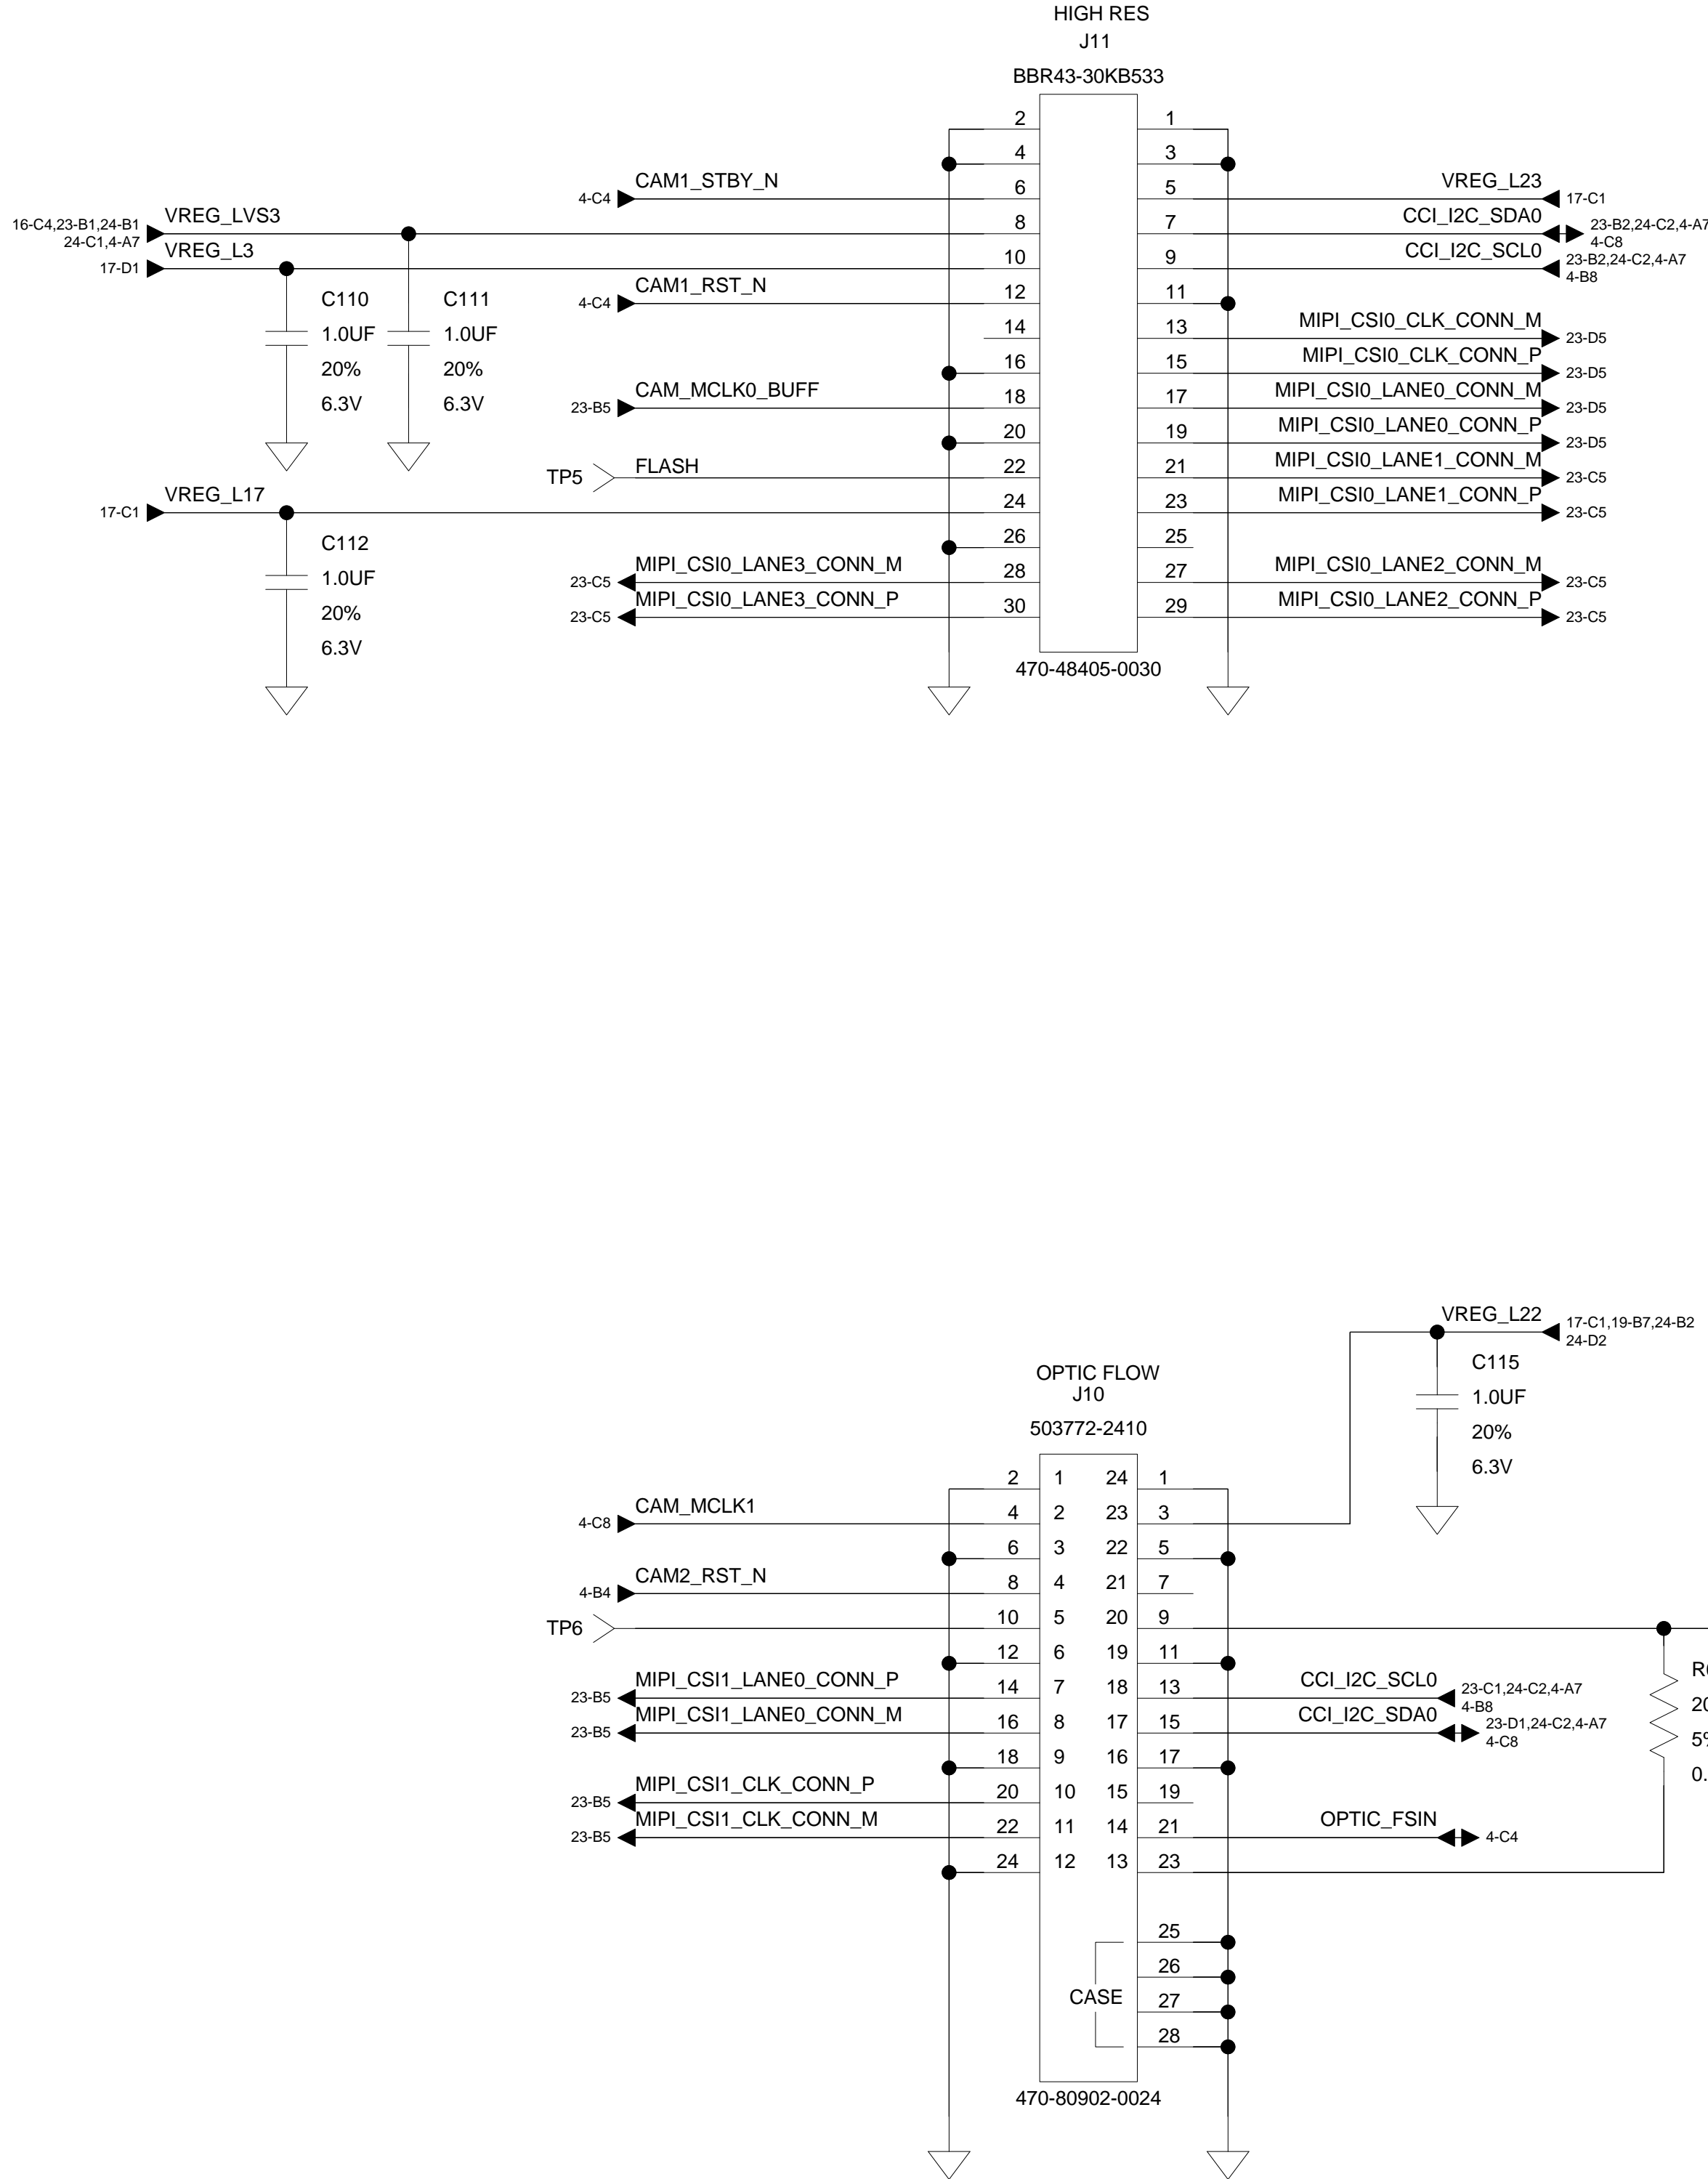 HIGH RES
J11
BBR43-30KB533
2 1
4 3
CAM1_STBY_N VREG_L23
4-C4 6 5 17-C1
16-C4,23-B1,24-B1 VREG_LVS3 CCI_I2C_SDA0
24-C1,4-A7 8 7 23-B2,24-C2,4-A7
4-C8
VREG_L3 CCI_I2C_SCL0
17-D1 10 9 23-B2,24-C2,4-A7
4-B8
CAM1_RST_N
4-C4 12 11
C110 C111
1.0UF 1.0UF
20% 20%
6.3V 6.3V
MIPI_CSI0_CLK_CONN_M
14 13 23-D5
MIPI_CSI0_CLK_CONN_P
16 15 23-D5
CAM_MCLK0_BUFF MIPI_CSI0_LANE0_CONN_M
23-B5 18 17 23-D5
MIPI_CSI0_LANE0_CONN_P
20 19 23-D5
FLASH MIPI_CSI0_LANE1_CONN_M
TP5 22 21 23-C5
VREG_L17 MIPI_CSI0_LANE1_CONN_P
17-C1 24 23 23-C5
C112
1.0UF
20%
6.3V
26 25
MIPI_CSI0_LANE3_CONN_M MIPI_CSI0_LANE2_CONN_M
23-C5 28 27 23-C5
MIPI_CSI0_LANE3_CONN_P MIPI_CSI0_LANE2_CONN_P
23-C5 30 29 23-C5
470-48405-0030
VREG_L22 17-C1,19-B7,24-B2
24-D2
C115
1.0UF
20%
6.3V
OPTIC FLOW
J10
503772-2410
2 1 24 1
CAM_MCLK1
4-C8 4 2 23 3
6 3 22 5
CAM2_RST_N
4-B4 8 4 21 7
TP6 10 5 20 9
12 6 19 11
MIPI_CSI1_LANE0_CONN_P CCI_I2C_SCL0
23-B5 14 7 18 13 23-C1,24-C2,4-A7
4-B8
MIPI_CSI1_LANE0_CONN_M CCI_I2C_SDA0
23-B5 16 8 17 15 23-D1,24-C2,4-A7
4-C8
18 9 16 17
MIPI_CSI1_CLK_CONN_P
23-B5 20 10 15 19
MIPI_CSI1_CLK_CONN_M OPTIC_FSIN
23-B5 22 11 14 21 4-C4
24 12 13 23
25
26
CASE
27
28
470-80902-0024